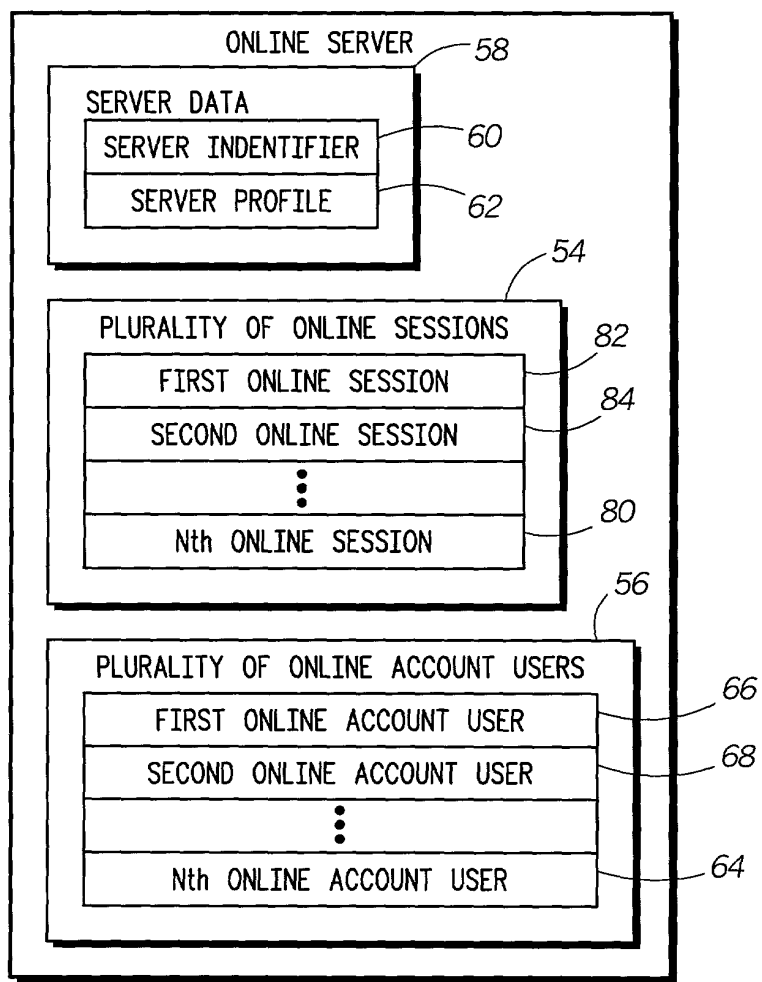 ONLINE SERVER
58
SERVER DATA
SERVER INDENTIFIER
60
SERVER PROFILE
62
54
PLURALITY OF ONLINE SESSIONS
82
FIRST ONLINE SESSION
84
SECOND ONLINE SESSION
80
Nth ONLINE SESSION
56
PLURALITY OF ONLINE ACCOUNT USERS
66
FIRST ONLINE ACCOUNT USER
68
SECOND ONLINE ACCOUNT USER
64
Nth ONLINE ACCOUNT USER